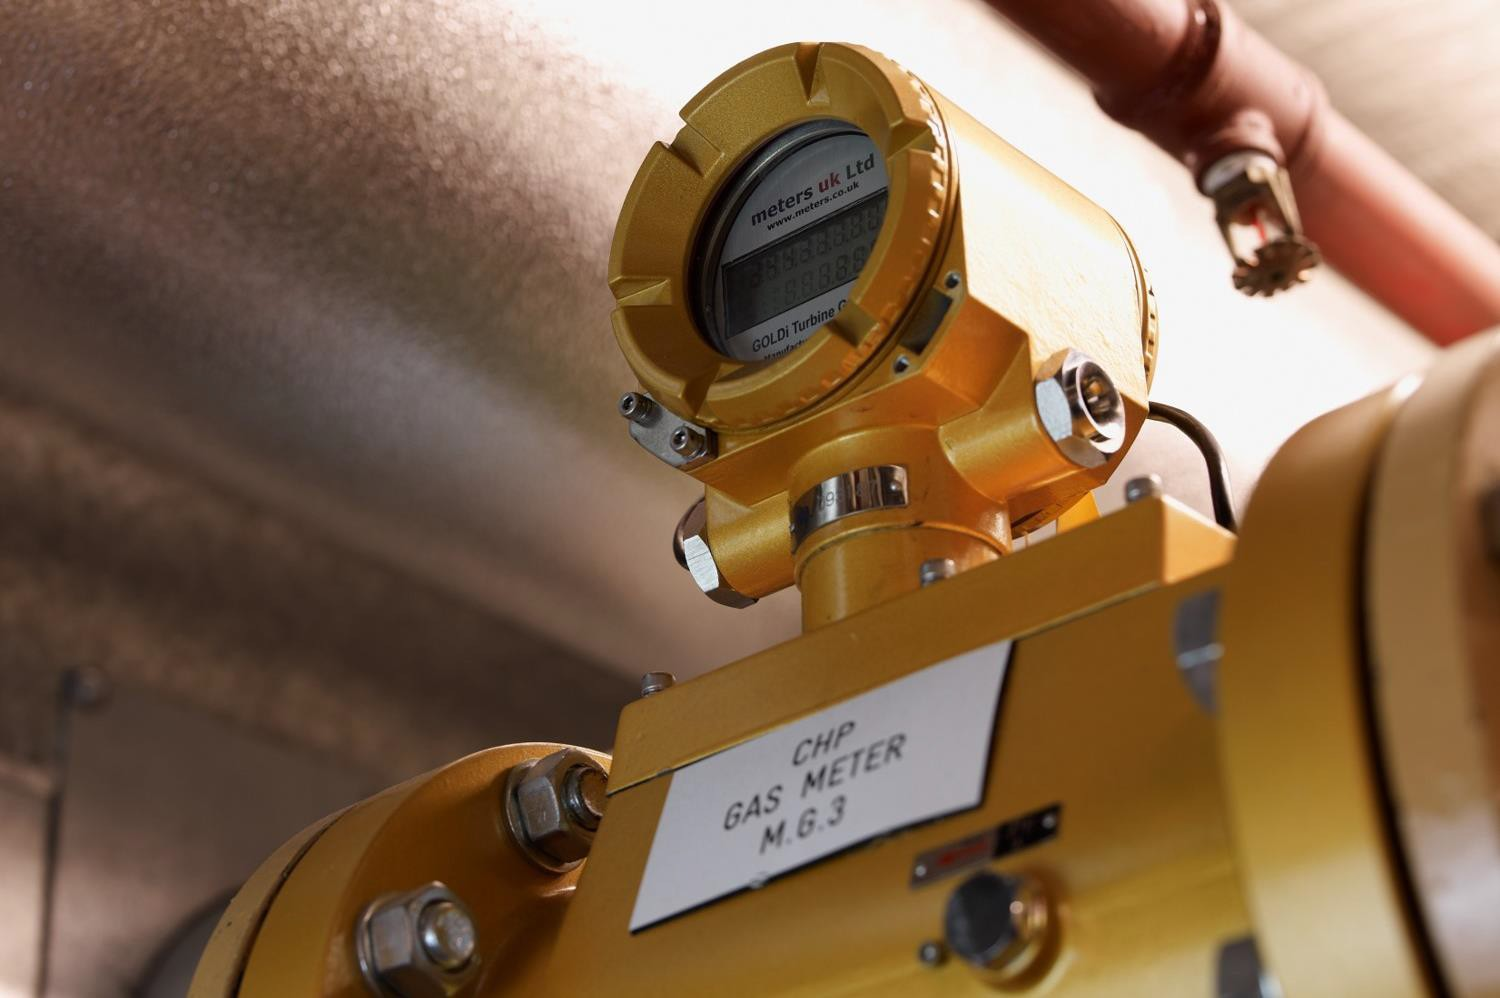 meters uk Ltd
www.meters.co.uk
GOLDi Turbine
CHP
GAS METER
M.G.3